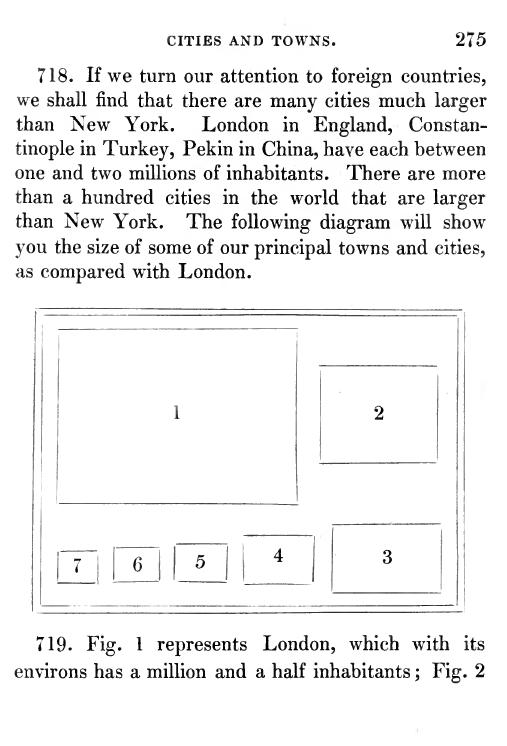 CITIES AND TOWNS. 275
718. If we turn our attention to foreign countries,
we shall find that there are many cities much larger
than New York. London in England, Constan-
tinople in Turkey, Pekin in China, have each between
one and two millions of inhabitants. There are more
than a hundred cities in the world that are larger
than New York. The following diagram will show
you the size of some of our principal towns and cities,
as compared with London.
1
2
7 6 5 4 3
719. Fig. 1 represents London, which with its
environs has a million and a half inhabitants; Fig. 2